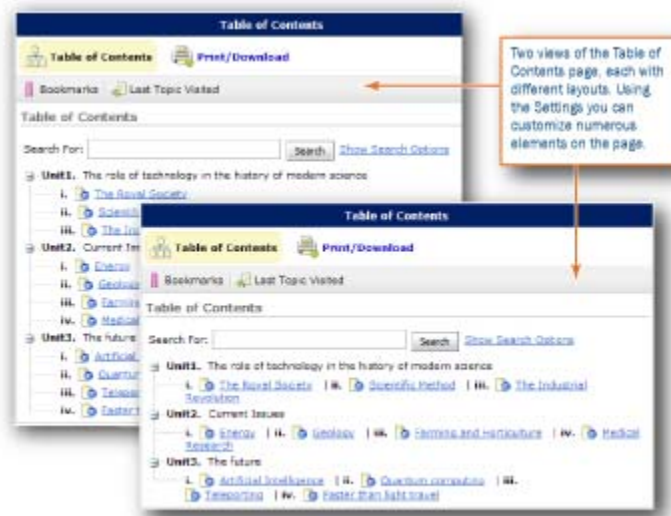 Table of Contents
Table of Contents Print/Download
Bookmarks Last Topic Visited
Table of Contents
Search For: Search Show Search Options
Unit1. The role of technology in the history of modern science
i. The Royal Society
ii. Scientif
iii. The In
Unit2. Current Is
i. Energy
ii. Geolog
iii. Farmin
iv. Medical
Unit3. The future
i. Artificial
ii. Quantu
iii. Telepor
iv. Faster t
Two views of the Table of
Contents page, each with
different layouts. Using
the Settings you can
customize numerous
elements on the page.
Table of Contents
Table of Contents Print/Download
Bookmarks Last Topic Visited
Table of Contents
Search For: Search Show Search Options
Unit1. The role of technology in the history of modern science
i. The Royal Society | ii. Scientific Method | iii. The Industrial
Revolution
Unit2. Current Issues
i. Energy | ii. Geology | iii. Farming and Horticulture | iv. Medical
Research
Unit3. The future
i. Artificial Intelligence | ii. Quantum computing | iii.
Teleporting | iv. Faster than light travel